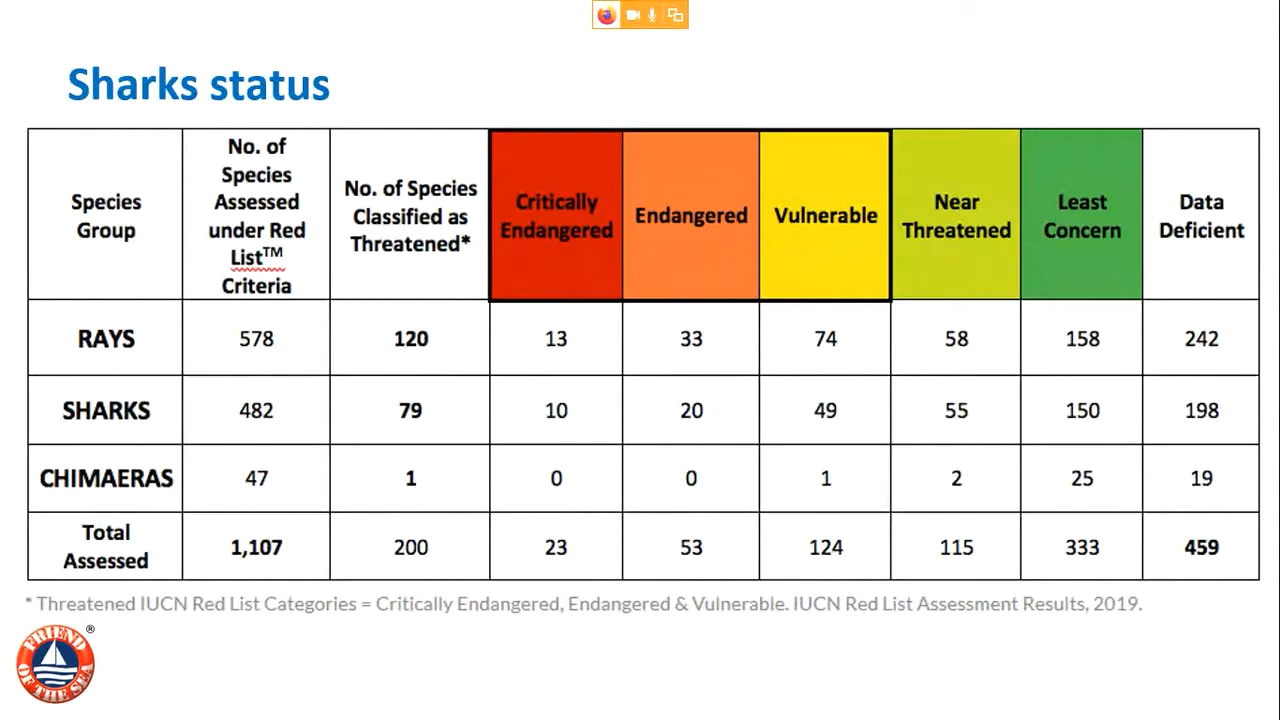 Sharks status
Species Group
No. of Species Assessed under Red List™ Criteria
No. of Species Classified as Threatened*
Critically Endangered
Endangered
Vulnerable
Near Threatened
Least Concern
Data Deficient
RAYS 578 120 13 33 74 58 158 242
SHARKS 482 79 10 20 49 55 150 198
CHIMAERAS 47 1 0 0 1 2 25 19
Total Assessed 1,107 200 23 53 124 115 333 459
* Threatened IUCN Red List Categories = Critically Endangered, Endangered & Vulnerable. IUCN Red List Assessment Results, 2019.
FRIEND OF THE SEA ®